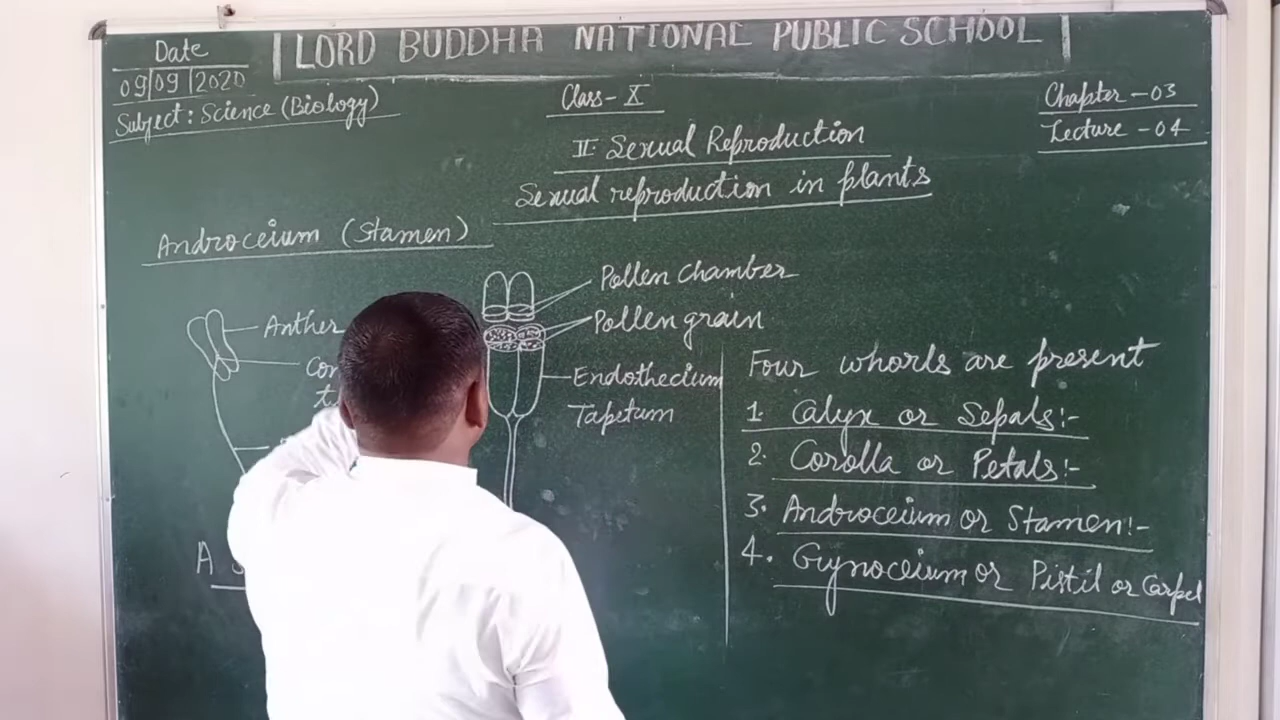 Date
LORD BUDDHA NATIONAL PUBLIC SCHOOL
09/09/2020
Subject: Science (Biology)
Class - X
Chapter - 03
Lecture - 04
II. Sexual Reproduction
Sexual reproduction in plants
Androceium (Stamen)
Pollen chamber
Anther
Pollen grain
Endothecium
Tapetum
Four whorls are present
1. Calyx or Sepals:-
2. Corolla or Petals:-
3. Androceium or Stamen:-
4. Gynoceium or Pistil or Carpel
A